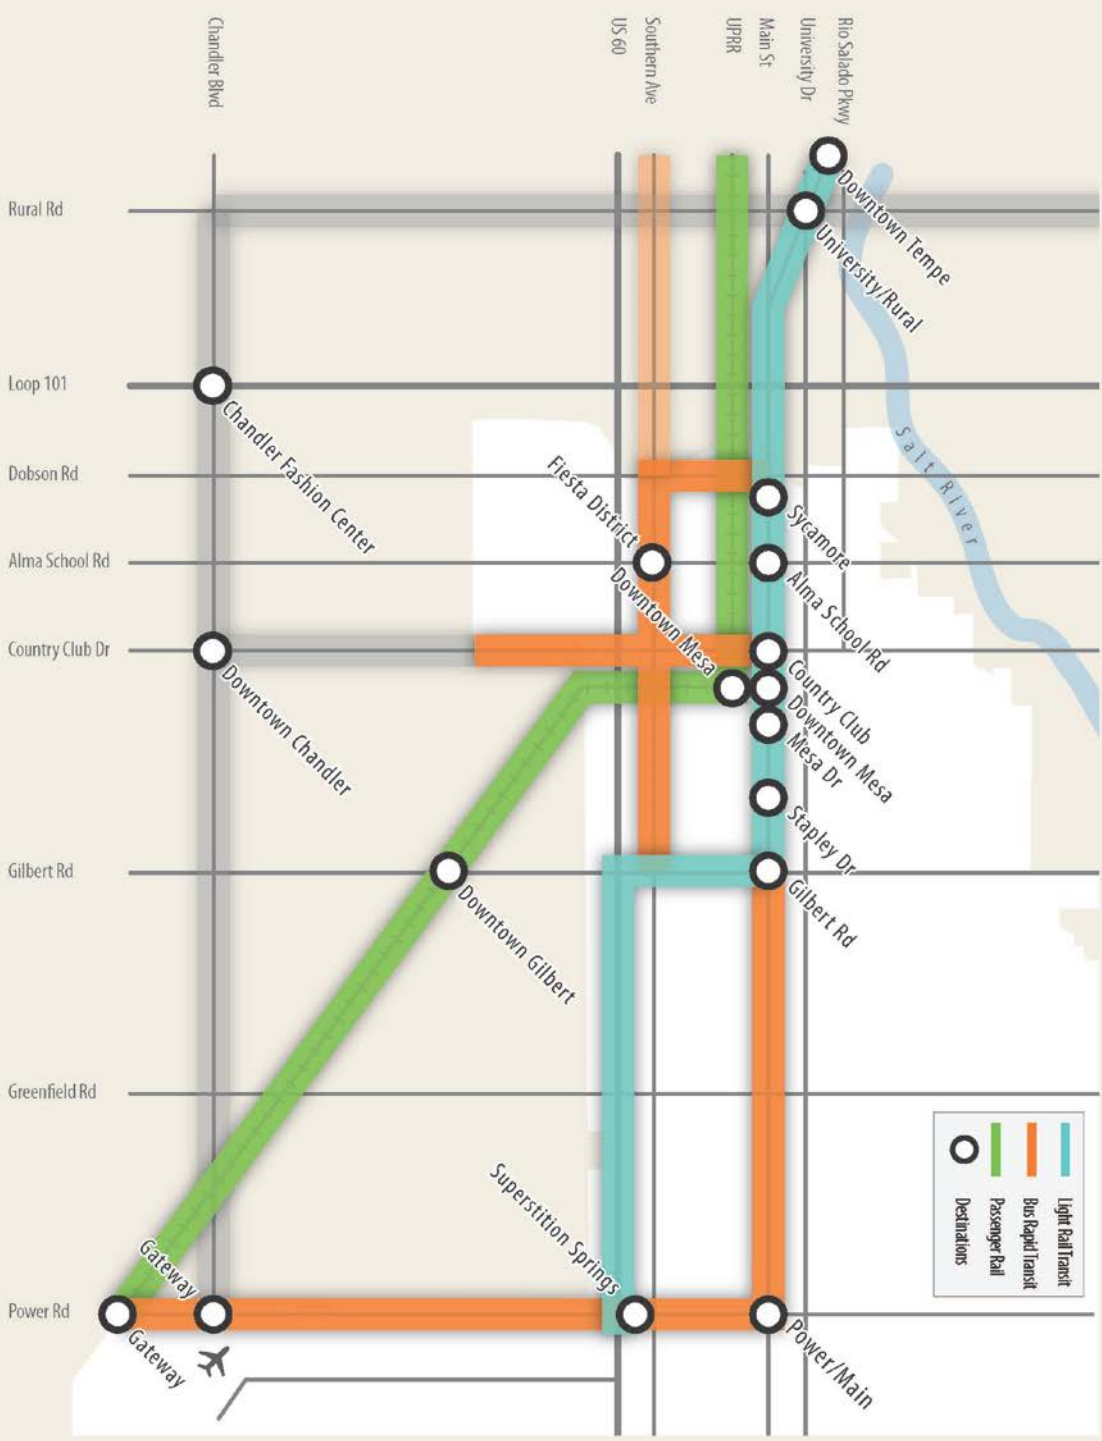 Chandler Blvd
US 60
Southern Ave
UPRR
Main St
University Dr
Rio Salado Pkwy
Rural Rd
Loop 101
Dobson Rd
Alma School Rd
Country Club Dr
Gilbert Rd
Greenfield Rd
Power Rd
Downtown Tempe
University/Rural
Salt River
Chandler Fashion Center
Fiesta District
Sycamore
Alma School Rd
Downtown Mesa
Country Club
Downtown Mesa
Mesa Dr
Downtown Chandler
Stapley Dr
Gilbert Rd
Downtown Gilbert
Superstition Springs
Gateway
Gateway
Power/Main
Light Rail Transit
Bus Rapid Transit
Passenger Rail
Destinations